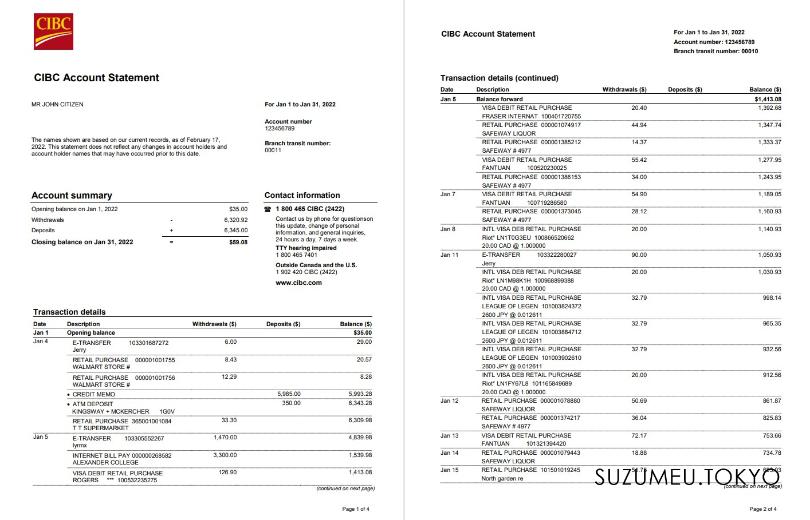 CIBC
CIBC Account Statement
MR JOHN CITIZEN
For Jan 1 to Jan 31, 2022
Account number
123456789
Branch transit number:
00011
The names shown are based on our current records, as of February 17,
2022. This statement does not reflect any changes in account holders and
account holder names that may have occurred prior to this date.
Account summary
Opening balance on Jan 1, 2022 $35.00
Withdrawals - 6,320.92
Deposits + 6,345.00
Closing balance on Jan 31, 2022 = $59.08
Contact information
☎ 1 800 465 CIBC (2422)
Contact us by phone for questions on
this update, change of personal
information, and general inquiries,
24 hours a day, 7 days a week.
TTY hearing impaired
1 800 465 7401
Outside Canada and the U.S.
1 902 420 CIBC (2422)
www.cibc.com
Transaction details
Date Description Withdrawals ($) Deposits ($) Balance ($)
Jan 1 Opening balance $35.00
Jan 4 E-TRANSFER 103301687272 6.00 29.00
Jerry
RETAIL PURCHASE 000001001755 8.43 20.57
WALMART STORE #
RETAIL PURCHASE 000001001756 12.29 8.28
WALMART STORE #
♦ CREDIT MEMO 5,985.00 5,993.28
♦ ATM DEPOSIT 350.00 6,343.28
KINGSWAY + MCKERCHER 1G0V
RETAIL PURCHASE 365001001084 33.30 6,309.98
T T SUPERMARKET
Jan 5 E-TRANSFER 103305552267 1,470.00 4,839.98
lyrmx
INTERNET BILL PAY 000000268582 3,300.00 1,539.98
ALEXANDER COLLEGE
VISA DEBIT RETAIL PURCHASE 126.90 1,413.08
ROGERS *** 100532235275
(continued on next page)
Page 1 of 4
CIBC Account Statement
For Jan 1 to Jan 31, 2022
Account number: 123456789
Branch transit number: 00010
Transaction details (continued)
Date Description Withdrawals ($) Deposits ($) Balance ($)
Jan 5 Balance forward $1,413.08
VISA DEBIT RETAIL PURCHASE 20.40 1,392.68
FRASER INTERNAT 100401720755
RETAIL PURCHASE 000001074917 44.94 1,347.74
SAFEWAY LIQUOR
RETAIL PURCHASE 000001385212 14.37 1,333.37
SAFEWAY # 4977
VISA DEBIT RETAIL PURCHASE 55.42 1,277.95
FANTUAN 100520230025
RETAIL PURCHASE 000001388153 34.00 1,243.95
SAFEWAY # 4977
Jan 7 VISA DEBIT RETAIL PURCHASE 54.90 1,189.05
FANTUAN 100719286580
RETAIL PURCHASE 000001373045 28.12 1,160.93
SAFEWAY # 4977
Jan 8 INTL VISA DEB RETAIL PURCHASE 20.00 1,140.93
Riot* LN1T0G3EU 100866520662
20.00 CAD @ 1.000000
Jan 11 E-TRANSFER 103322280027 90.00 1,050.93
Jerry
INTL VISA DEB RETAIL PURCHASE 20.00 1,030.93
Riot* LN1M98K1H 100968899388
20.00 CAD @ 1.000000
INTL VISA DEB RETAIL PURCHASE 32.79 998.14
LEAGUE OF LEGEN 101003824372
2600 JPY @ 0.012611
INTL VISA DEB RETAIL PURCHASE 32.79 965.35
LEAGUE OF LEGEN 101003884712
2600 JPY @ 0.012611
INTL VISA DEB RETAIL PURCHASE 32.79 932.56
LEAGUE OF LEGEN 101003902610
2600 JPY @ 0.012611
INTL VISA DEB RETAIL PURCHASE 20.00 912.56
Riot* LN1FY67L8 101165849689
20.00 CAD @ 1.000000
Jan 12 RETAIL PURCHASE 000001078880 50.69 861.87
SAFEWAY LIQUOR
RETAIL PURCHASE 000001374217 36.04 825.83
SAFEWAY # 4977
Jan 13 VISA DEBIT RETAIL PURCHASE 72.17 753.66
FANTUAN 101321394420
Jan 14 RETAIL PURCHASE 000001079443 18.88 734.78
SAFEWAY LIQUOR
Jan 15 RETAIL PURCHASE 101501019245
North garden re
SUZUMEU.TOKYO
(continued on next page)
Page 2 of 4